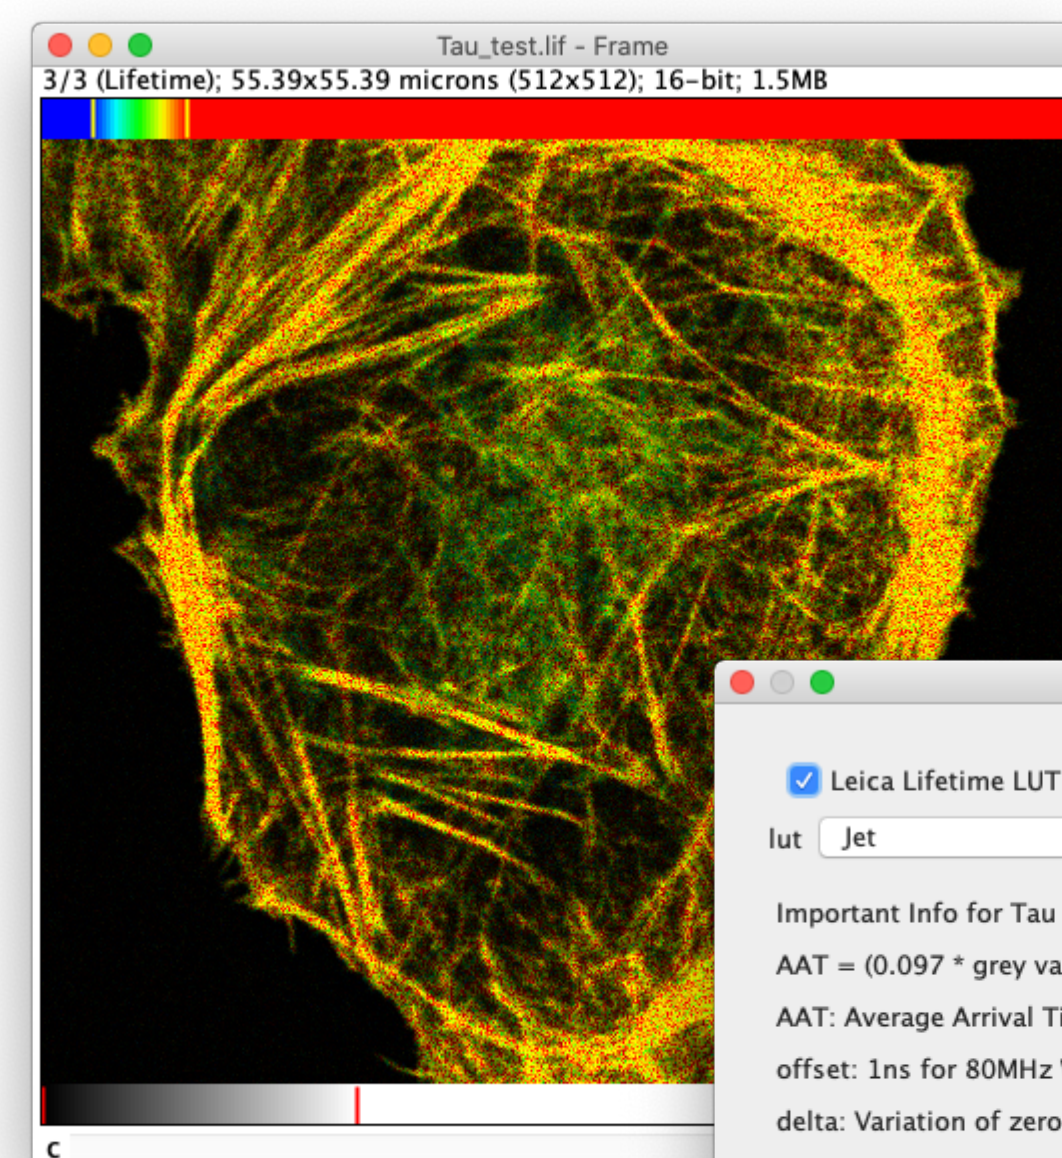 Tau_test.lif - Frame
3/3 (Lifetime); 55.39x55.39 microns (512x512); 16-bit; 1.5MB
Leica Lifetime LUT
lut Jet
Important Info for Tau
AAT = (0.097 * grey va
AAT: Average Arrival Ti
offset: 1ns for 80MHz
delta: Variation of zero
c